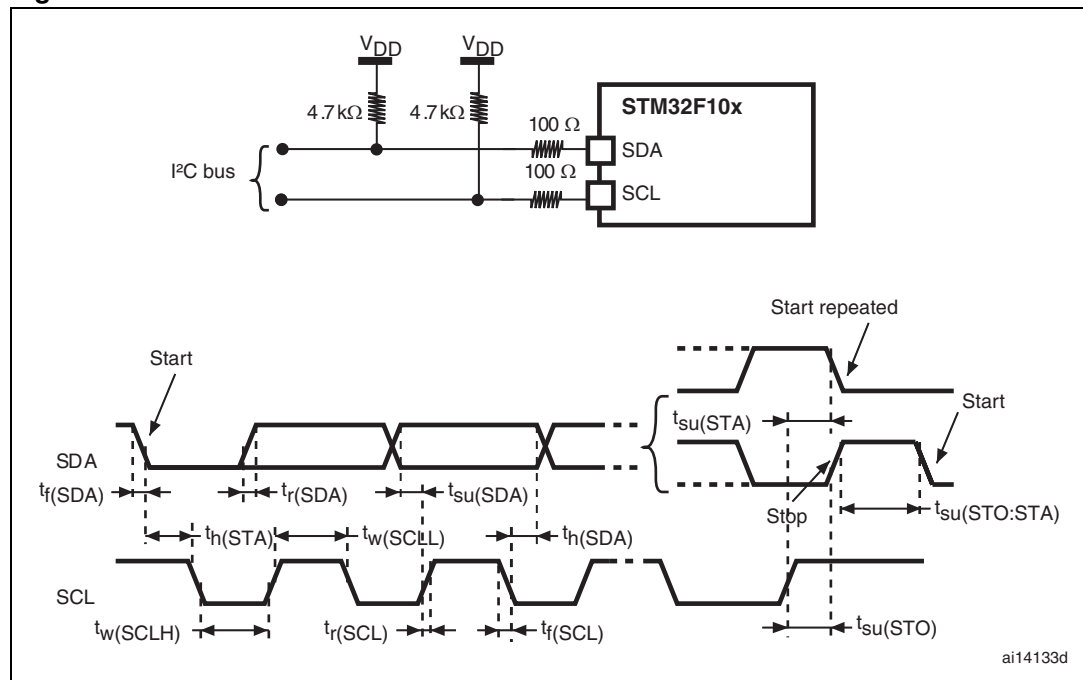 VDD VDD
4.7kΩ 4.7kΩ
STM32F10x
100 Ω
SDA
I²C bus
100 Ω
SCL
Start repeated
Start
Start
tsu(STA)
SDA
tf(SDA) tr(SDA) tsu(SDA)
Stop
tsu(STO:STA)
th(STA) tw(SCLL) th(SDA)
SCL
tw(SCLH) tr(SCL) tf(SCL) tsu(STO)
ai14133d